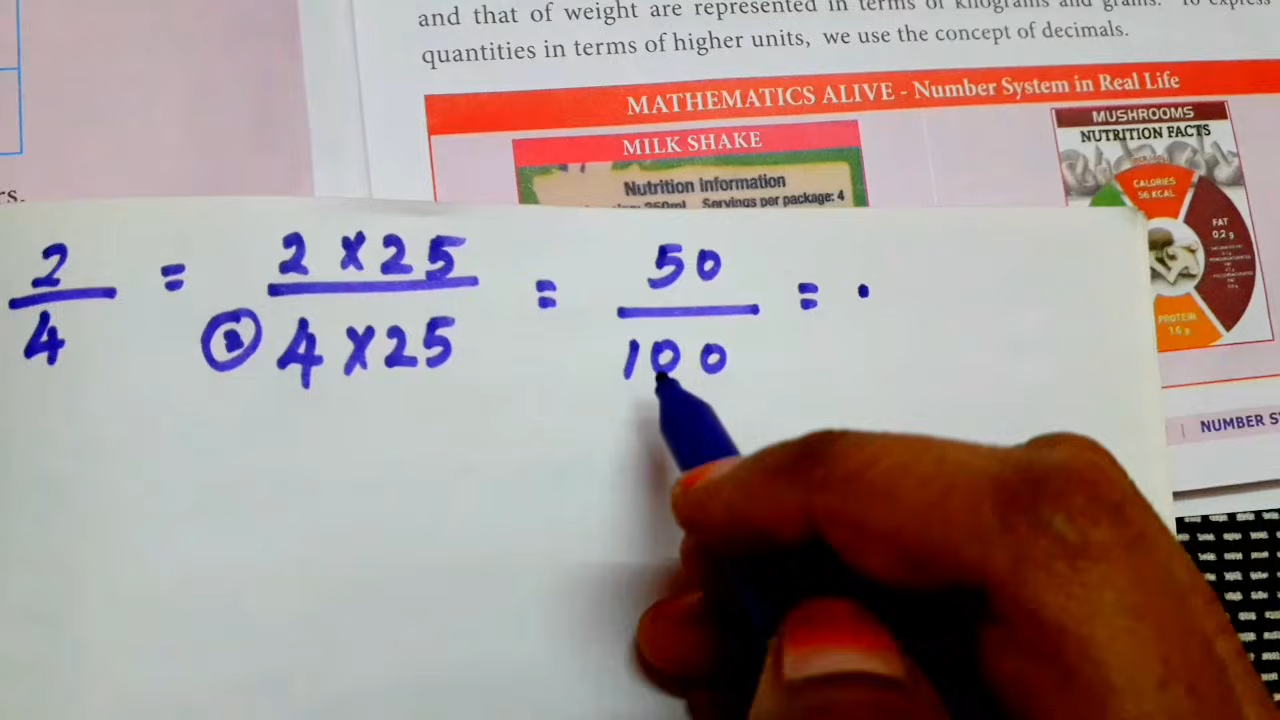 and that of weight are represented in terms of kilograms and grams. To express
quantities in terms of higher units, we use the concept of decimals.
MATHEMATICS ALIVE - Number System in Real Life
MILK SHAKE
Nutrition Information
Servings per package: 4
MUSHROOMS
NUTRITION FACTS
CALORIES
56 KCAL
FAT
0.2 g
PROTEIN
rs.
2/4 = 2 × 25 / 4 × 25 = 50/100 = .
NUMBER S